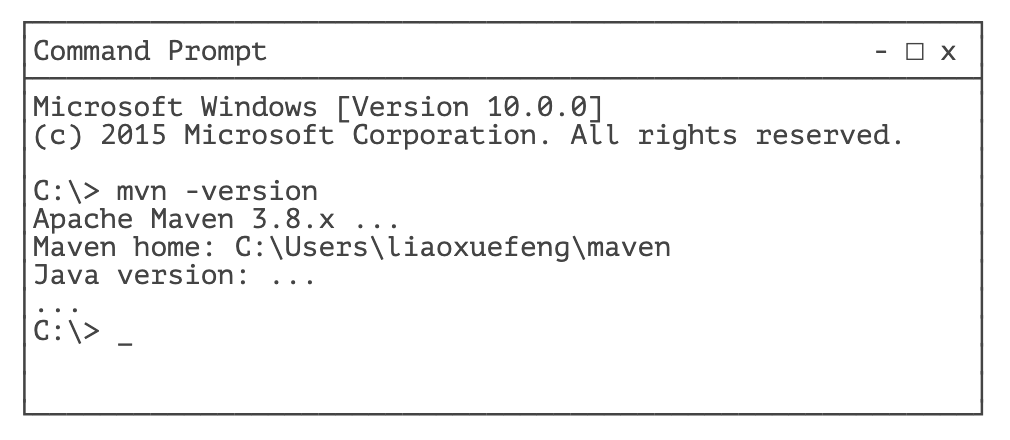 Command Prompt - □ x
Microsoft Windows [Version 10.0.0]
(c) 2015 Microsoft Corporation. All rights reserved.
C:\> mvn -version
Apache Maven 3.8.x ...
Maven home: C:\Users\liaoxuefeng\maven
Java version: ...
...
C:\> _